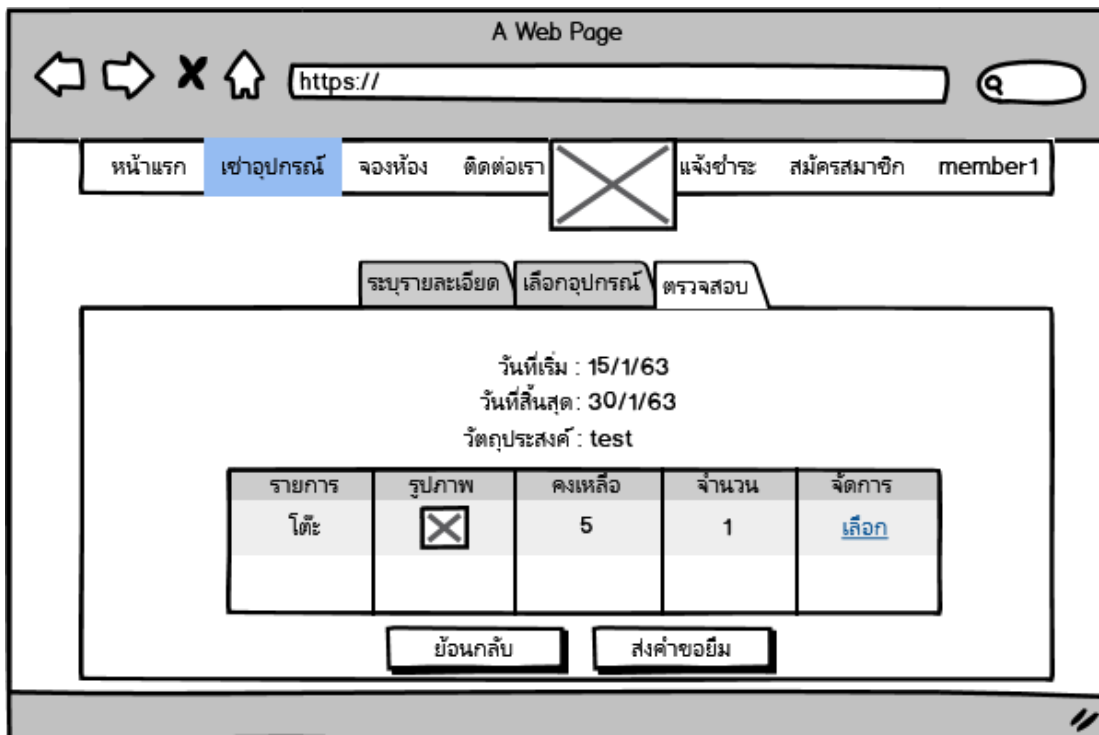 A Web Page
https://
หน้าแรก เช่าอุปกรณ์ จองห้อง ติดต่อเรา แจ้งชำระ สมัครสมาชิก member1
ระบุรายละเอียด เลือกอุปกรณ์ ตรวจสอบ
วันที่เริ่ม : 15/1/63
วันที่สิ้นสุด: 30/1/63
วัตถุประสงค์ : test
รายการ รูปภาพ คงเหลือ จำนวน จัดการ
โต๊ะ 5 1 เลือก
ย้อนกลับ ส่งคำขอยืม